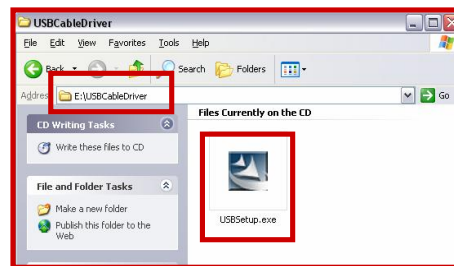 USBCableDriver
File Edit View Favorites Tools Help
Back Search Folders
Address E:\USBCableDriver Go
Files Currently on the CD
CD Writing Tasks
Write these files to CD
File and Folder Tasks
Make a new folder
Publish this folder to the
Web
USBSetup.exe